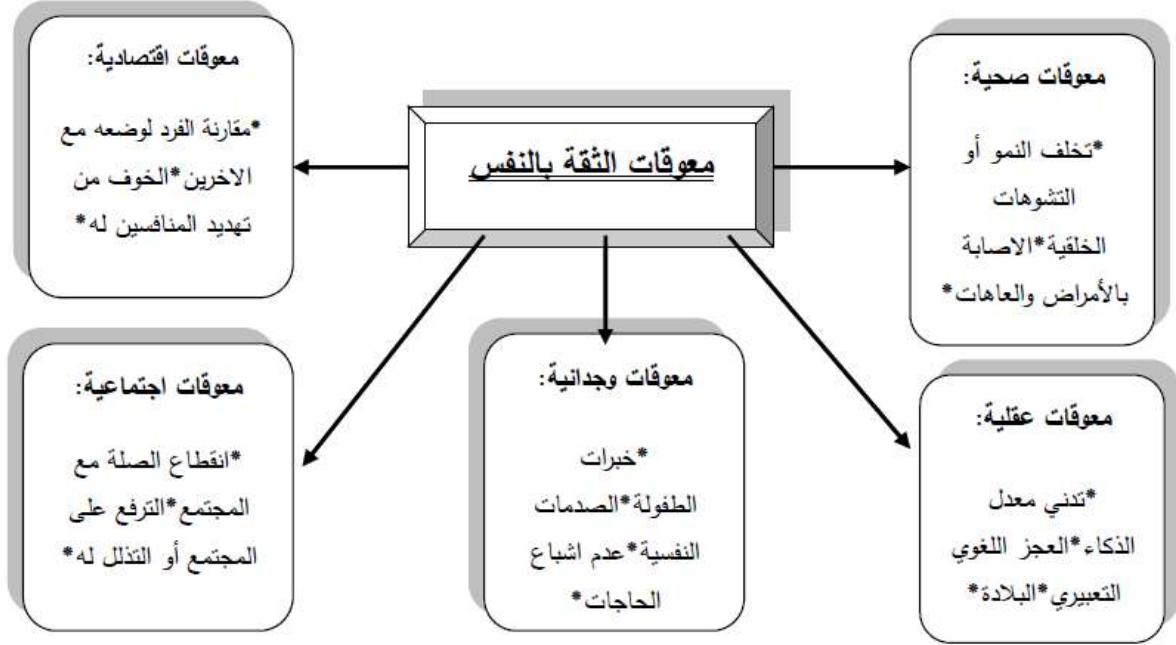 معوقات الثقة بالنفس
معوقات صحية:
*تخلف النمو أو
التشوهات
الخلقية*الاصابة
بالأمراض والعاهات*
معوقات اقتصادية:
*مقارنة الفرد لوضعه مع
الاخرين*الخوف من
تهديد المنافسين له*
معوقات عقلية:
*تدني معدل
الذكاء*العجز اللغوي
التعبيري*البلادة*
معوقات وجدانية:
*خبرات
الطفولة*الصدمات
النفسية*عدم اشباع
الحاجات*
معوقات اجتماعية:
*انقطاع الصلة مع
المجتمع*الترفع على
المجتمع أو التذلل له*